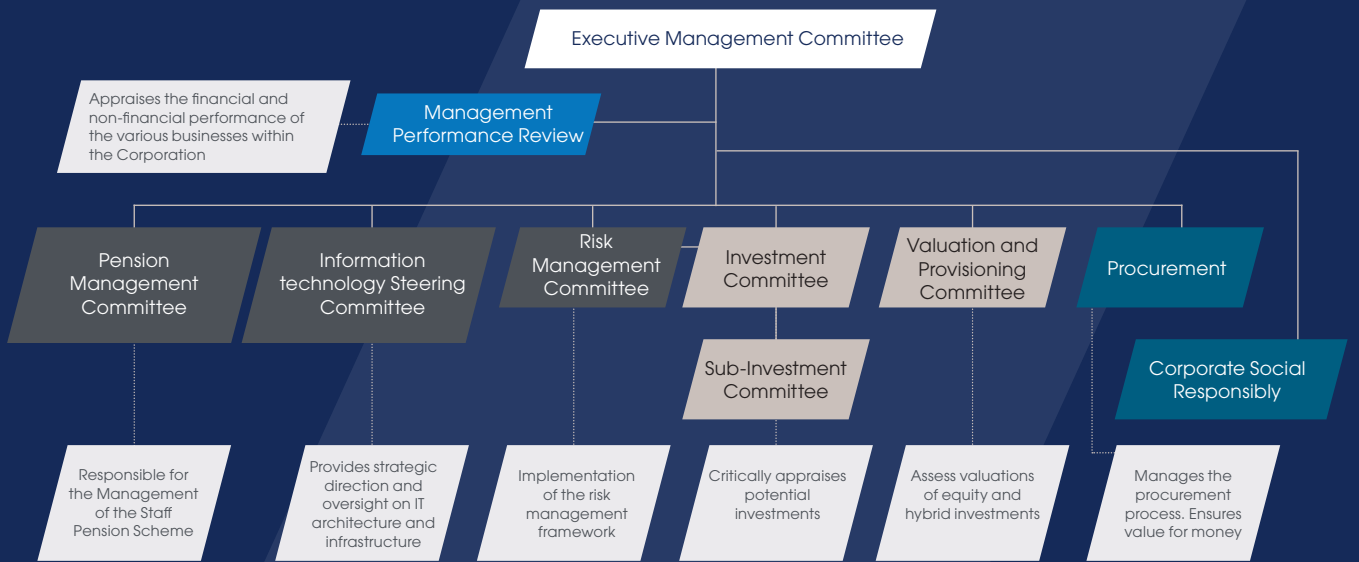 Executive Management Committee
Appraises the financial and
non-financial performance of
the various businesses within
the Corporation
Management
Performance Review
Pension
Management
Committee
Information
technology Steering
Committee
Risk
Management
Committee
Investment
Committee
Valuation and
Provisioning
Committee
Procurement
Sub-Investment
Committee
Corporate Social
Responsibly
Responsible for
the Management
of the Staff
Pension Scheme
Provides strategic
direction and
oversight on IT
architecture and
infrastructure
Implementation
of the risk
management
framework
Critically appraises
potential
investments
Assess valuations
of equity and
hybrid investments
Manages the
procurement
process. Ensures
value for money